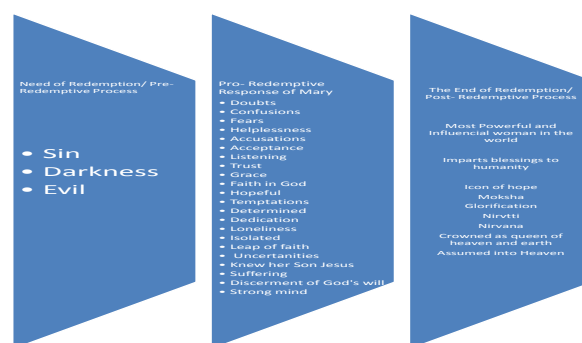 Need of Redemption/ Pre-
Redemptive Process
• Sin
• Darkness
• Evil
Pro- Redemptive
Response of Mary
• Doubts
• Confusions
• Fears
• Helplessness
• Accusations
• Acceptance
• Listening
• Trust
• Grace
• Faith in God
• Hopeful
• Temptations
• Determined
• Dedication
• Loneliness
• Isolated
• Leap of faith
• Uncertanities
• Knew her Son Jesus
• Suffering
• Discerment of God's will
• Strong mind
The End of Redemption/
Post- Redemptive Process
Most Powerful and
Influencial woman in the
world
Imparts blessings to
humanity
Icon of hope
Moksha
Glorification
Nirvtti
Nirvana
Crowned as queen of
heaven and earth
Assumed into Heaven